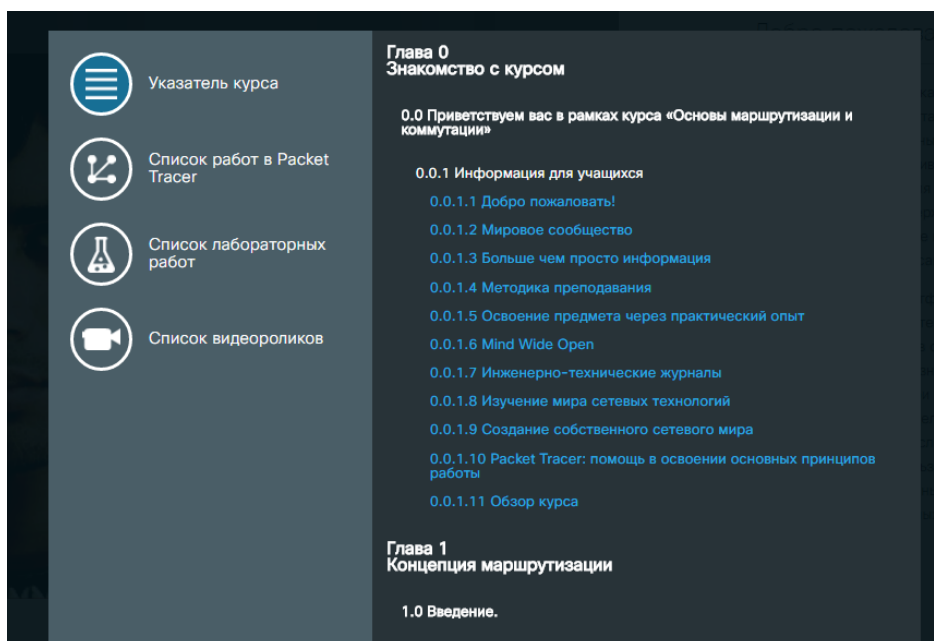 Указатель курса
Список работ в Packet
Tracer
Список лабораторных
работ
Список видеороликов
Глава 0
Знакомство с курсом
0.0 Приветствуем вас в рамках курса «Основы маршрутизации и
коммутации»
0.0.1 Информация для учащихся
0.0.1.1 Добро пожаловать!
0.0.1.2 Мировое сообщество
0.0.1.3 Больше чем просто информация
0.0.1.4 Методика преподавания
0.0.1.5 Освоение предмета через практический опыт
0.0.1.6 Mind Wide Open
0.0.1.7 Инженерно-технические журналы
0.0.1.8 Изучение мира сетевых технологий
0.0.1.9 Создание собственного сетевого мира
0.0.1.10 Packet Tracer: помощь в освоении основных принципов
работы
0.0.1.11 Обзор курса
Глава 1
Концепция маршрутизации
1.0 Введение.